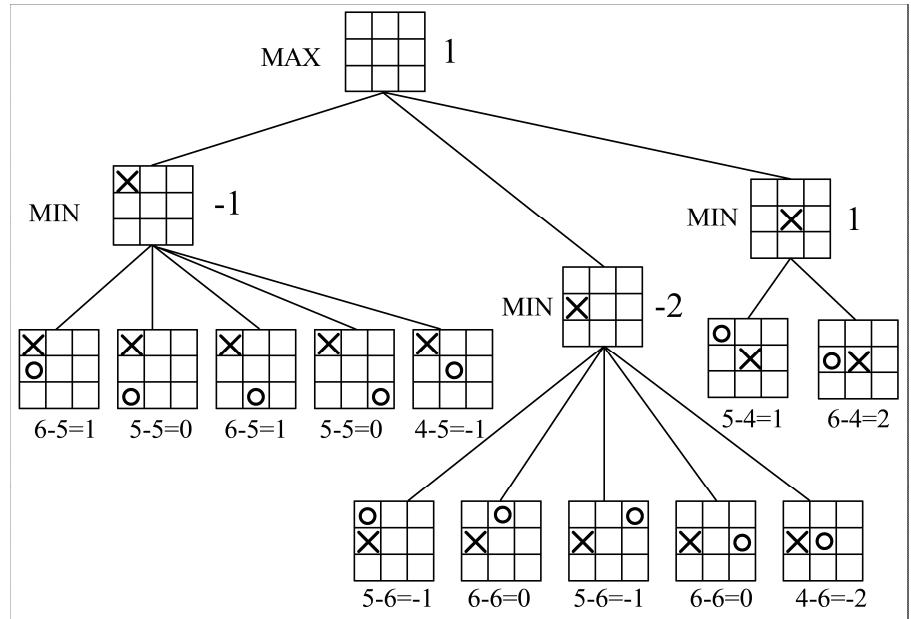 MAX 1
MIN -1
MIN 1
MIN -2
6-5=1 5-5=0 6-5=1 5-5=0 4-5=-1
5-4=1 6-4=2
5-6=-1 6-6=0 5-6=-1 6-6=0 4-6=-2